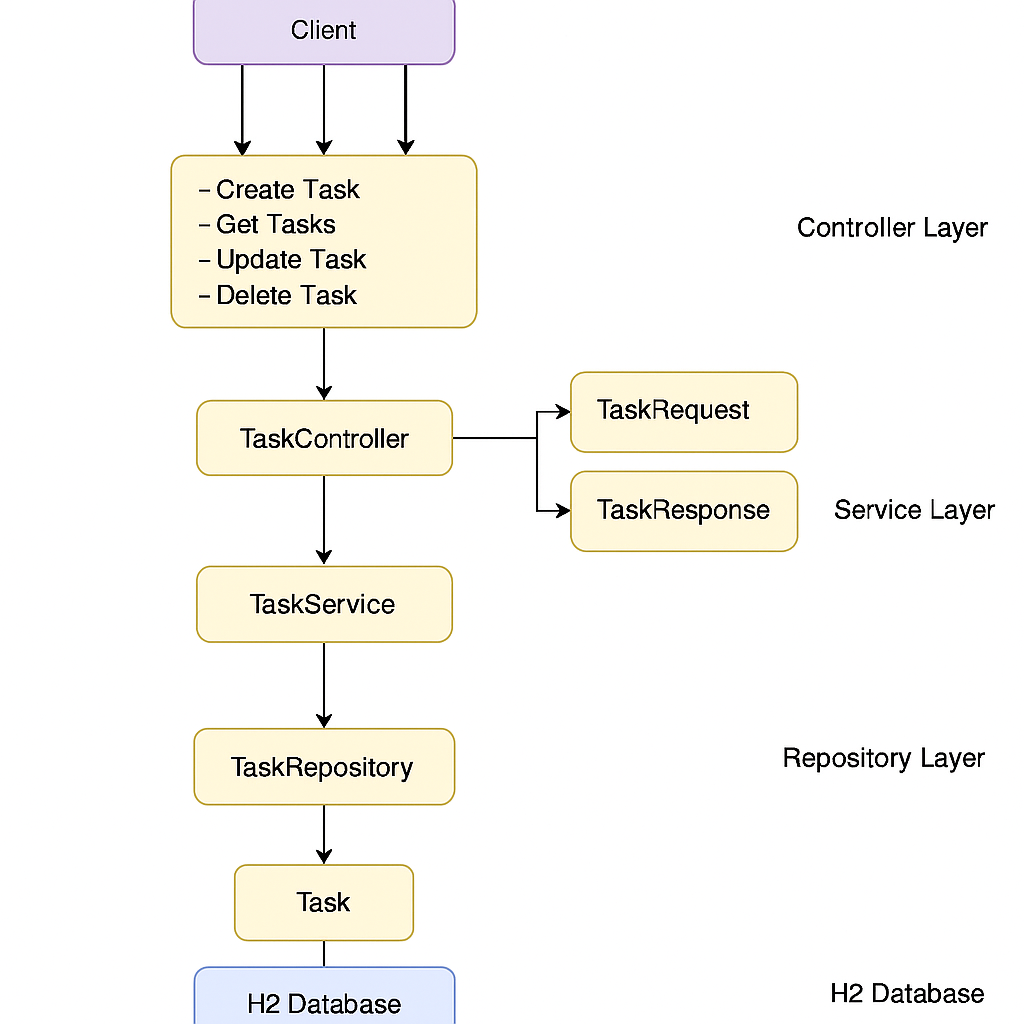 Client
– Create Task
– Get Tasks
– Update Task
– Delete Task
Controller Layer
TaskController
TaskRequest
TaskResponse
Service Layer
TaskService
TaskRepository
Repository Layer
Task
H2 Database
H2 Database